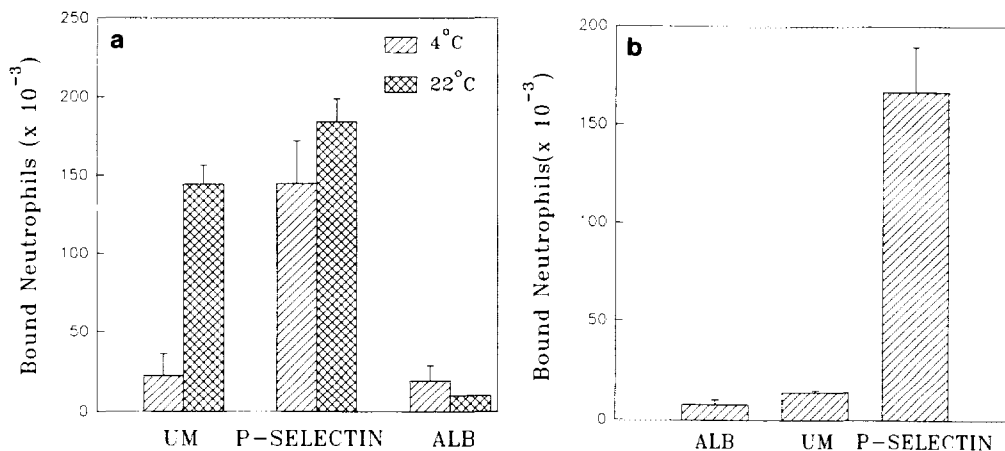 a
250
200
150
100
50
0
Bound Neutrophils (x 10⁻³)
4°C
22°C
UM P-SELECTIN ALB
b
200
150
100
50
0
Bound Neutrophils(x 10⁻³)
ALB UM P-SELECTIN